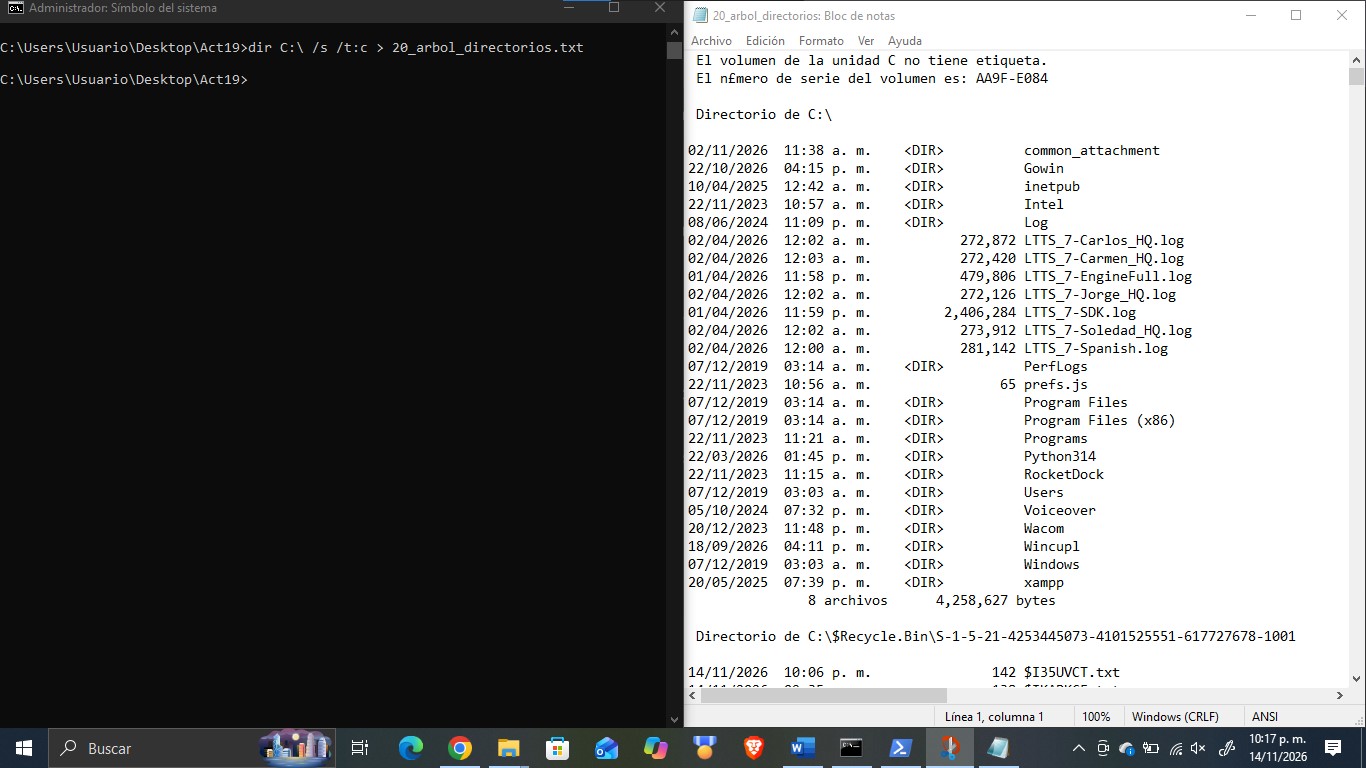 Administrador: Símbolo del sistema
C:\Users\Usuario\Desktop\Act19>dir C:\ /s /t:c > 20_arbol_directorios.txt
C:\Users\Usuario\Desktop\Act19>
20_arbol_directorios: Bloc de notas
Archivo Edición Formato Ver Ayuda
El volumen de la unidad C no tiene etiqueta.
El n£mero de serie del volumen es: AA9F-E084
Directorio de C:\
02/11/2026 11:38 a. m. <DIR> common_attachment
22/10/2026 04:15 p. m. <DIR> Gowin
10/04/2025 12:42 a. m. <DIR> inetpub
22/11/2023 10:57 a. m. <DIR> Intel
08/06/2024 11:09 p. m. <DIR> Log
02/04/2026 12:02 a. m. 272,872 LTTS_7-Carlos_HQ.log
02/04/2026 12:03 a. m. 272,420 LTTS_7-Carmen_HQ.log
01/04/2026 11:58 p. m. 479,806 LTTS_7-EngineFull.log
02/04/2026 12:02 a. m. 272,126 LTTS_7-Jorge_HQ.log
01/04/2026 11:59 p. m. 2,406,284 LTTS_7-SDK.log
02/04/2026 12:02 a. m. 273,912 LTTS_7-Soledad_HQ.log
02/04/2026 12:00 a. m. 281,142 LTTS_7-Spanish.log
07/12/2019 03:14 a. m. <DIR> PerfLogs
22/11/2023 10:56 a. m. 65 prefs.js
07/12/2019 03:14 a. m. <DIR> Program Files
07/12/2019 03:14 a. m. <DIR> Program Files (x86)
22/11/2023 11:21 a. m. <DIR> Programs
22/03/2026 01:45 p. m. <DIR> Python314
22/11/2023 11:15 a. m. <DIR> RocketDock
07/12/2019 03:03 a. m. <DIR> Users
05/10/2024 07:32 p. m. <DIR> Voiceover
20/12/2023 11:48 p. m. <DIR> Wacom
18/09/2026 04:11 p. m. <DIR> Wincupl
07/12/2019 03:03 a. m. <DIR> Windows
20/05/2025 07:39 p. m. <DIR> xampp
8 archivos 4,258,627 bytes
Directorio de C:\$Recycle.Bin\S-1-5-21-4253445073-4101525551-617727678-1001
14/11/2026 10:06 p. m. 142 $I35UVCT.txt
Línea 1, columna 1 100% Windows (CRLF) ANSI
Buscar
10:17 p. m.
14/11/2026